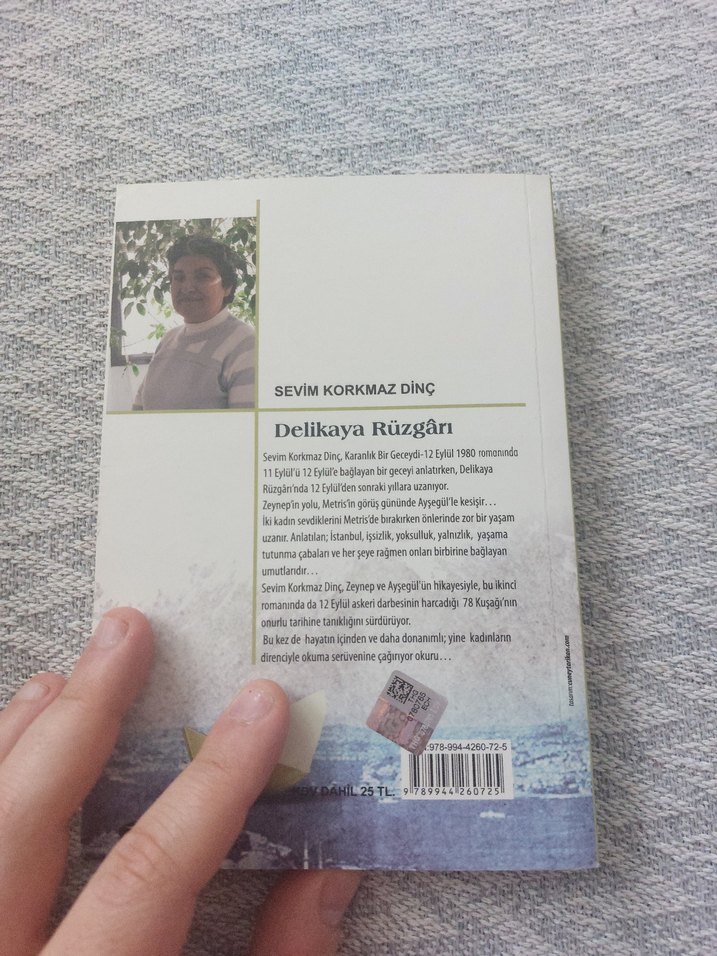 SEVİM KORKMAZ DİNÇ
Delikaya Rüzgârı
Sevim Korkmaz Dinç, Karanlık Bir Geceydi-12 Eylül 1980 romanında
11 Eylül'ü 12 Eylül'e bağlayan bir geceyi anlatırken, Delikaya
Rüzgârı'nda 12 Eylül'den sonraki yıllara uzanıyor.
Zeynep'in yolu, Metris'in görüş gününde Ayşegül'le kesişir…
İki kadın sevdiklerini Metris'de bırakırken önlerinde zor bir yaşam
uzanır. Anlatılan; İstanbul, işsizlik, yoksulluk, yalnızlık, yaşama
tutunma çabaları ve her şeye rağmen onları birbirine bağlayan
umutlarıdır…
Sevim Korkmaz Dinç, Zeynep ve Ayşegül'ün hikayesiyle, bu ikinci
romanında da 12 Eylül askeri darbesinin harcadığı 78 Kuşağı'nın
onurlu tarihine tanıklığını sürdürüyor.
Bu kez de hayatın içinden ve daha donanımlı; yine kadınların
direnciyle okuma serüvenine çağırıyor okuru…
tasarım:cuneytarikan.com
978-994-4260-72-5
KDV DAHİL 25 TL.
9 789944 260725